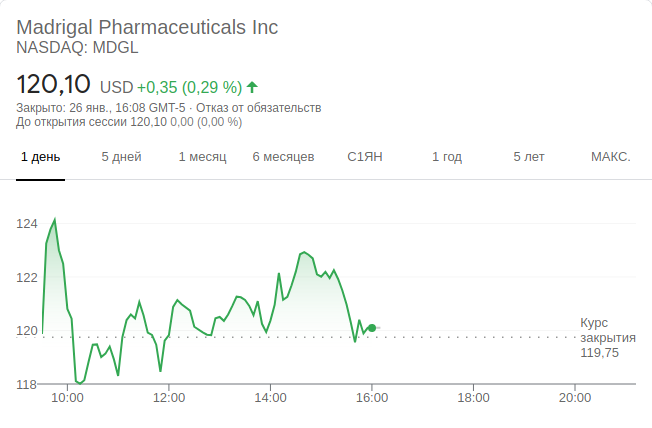 Madrigal Pharmaceuticals Inc
NASDAQ: MDGL
120,10 USD +0,35 (0,29 %)
Закрыто: 26 янв., 16:08 GMT-5 · Отказ от обязательств
До открытия сессии 120,10 0,00 (0,00 %)
1 день 5 дней 1 месяц 6 месяцев С1ЯН 1 год 5 лет МАКС.
124
122
120
118
Курс
закрытия
119,75
10:00 12:00 14:00 16:00 18:00 20:00